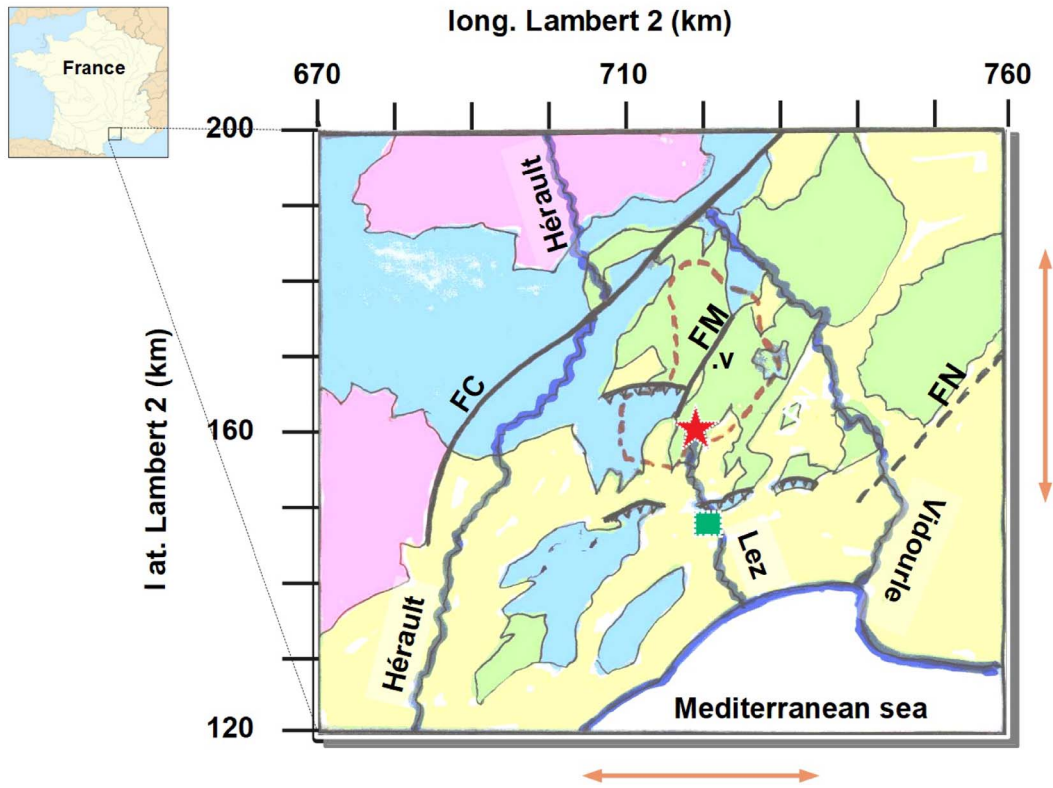 long. Lambert 2 (km)
France
670
710
760
200
Hérault
FM
.v
FC
FN
160
l at. Lambert 2 (km)
Lez
Vidourle
Hérault
Mediterranean sea
120